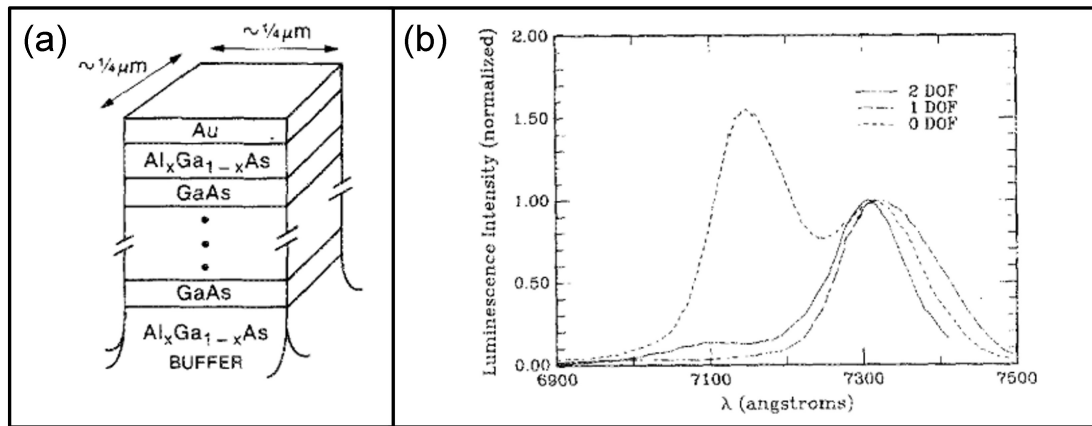 (a)
~1/4μm
~1/4μm
Au
AlxGa1-xAs
GaAs
GaAs
AlxGa1-xAs
BUFFER
(b)
Luminescence Intensity (normalized)
2.00
1.50
1.00
0.50
0.00
2 DOF
1 DOF
0 DOF
6900
7100
7300
7500
λ (angstroms)